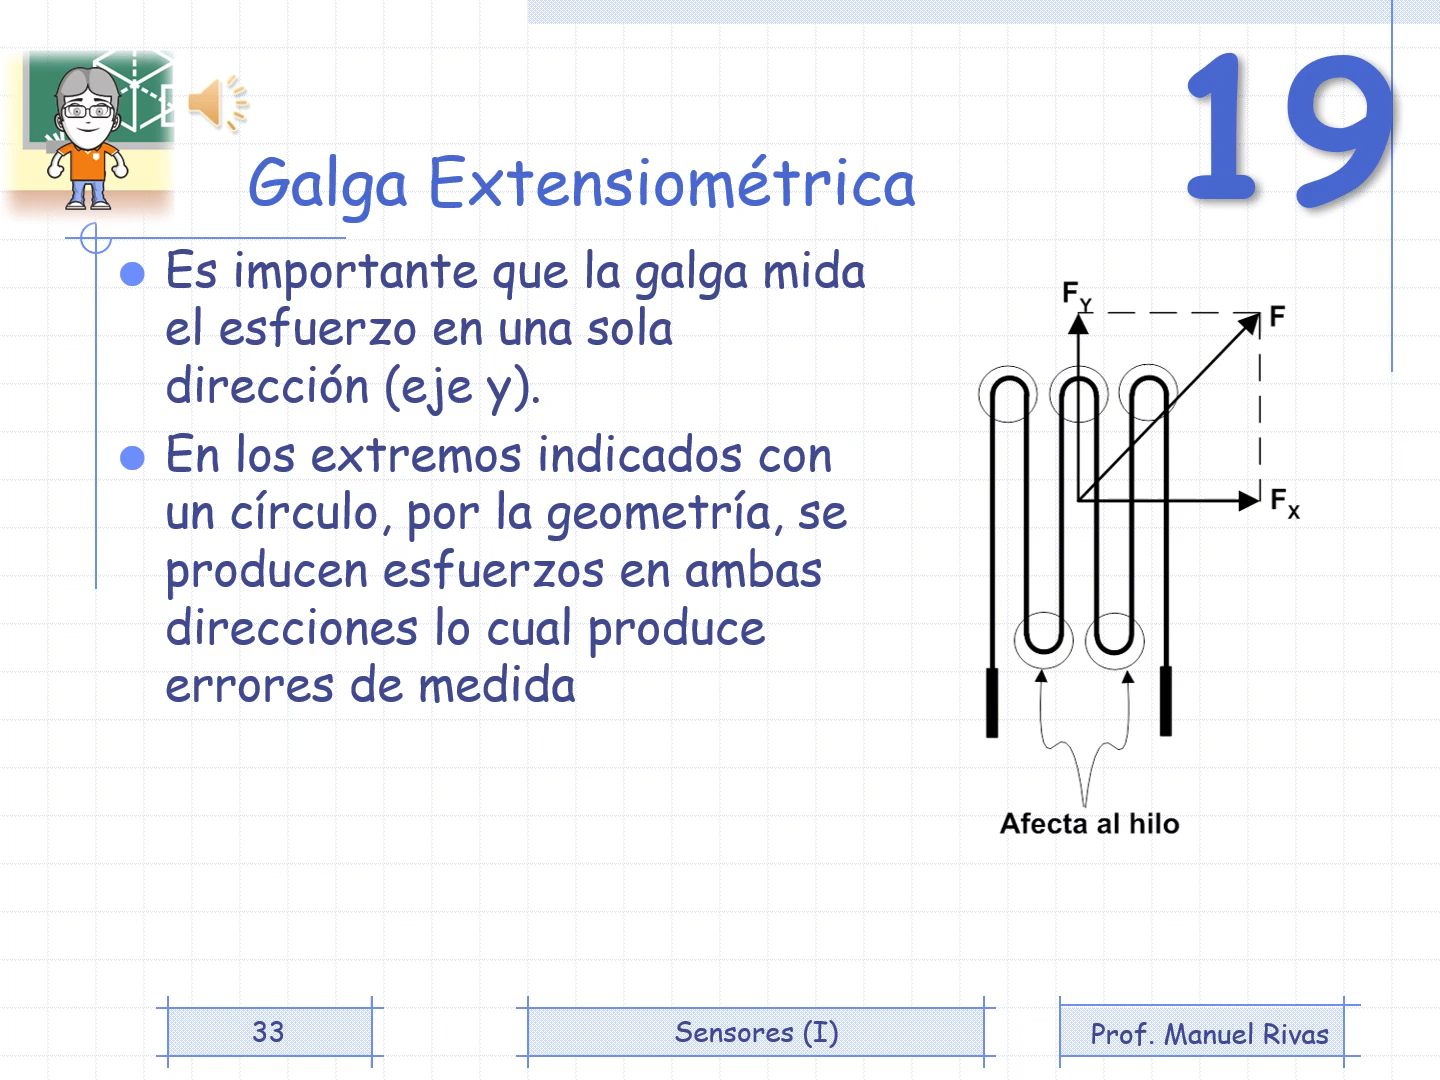 19
Galga Extensiométrica
Es importante que la galga mida
el esfuerzo en una sola
dirección (eje y).
En los extremos indicados con
un círculo, por la geometría, se
producen esfuerzos en ambas
direcciones lo cual produce
errores de medida
FY
F
FX
Afecta al hilo
33
Sensores (I)
Prof. Manuel Rivas